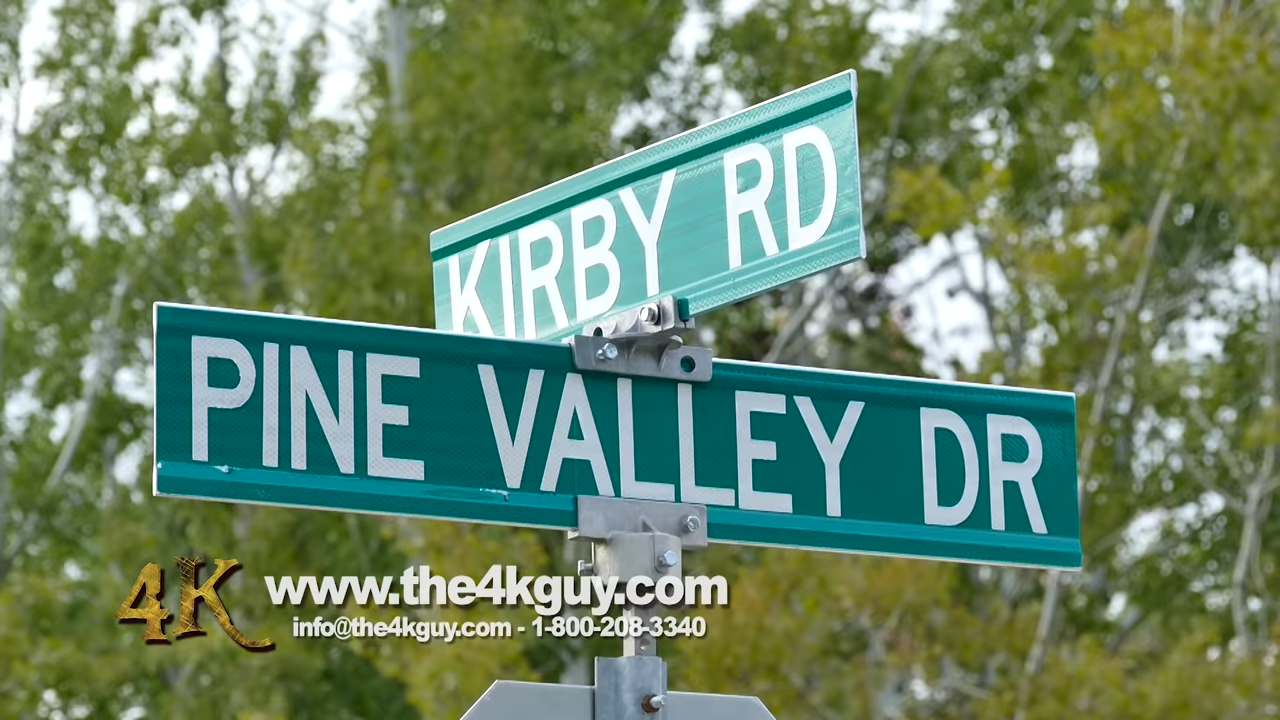 KIRBY RD
PINE VALLEY DR
4K
www.the4kguy.com
info@the4kguy.com - 1-800-208-3340